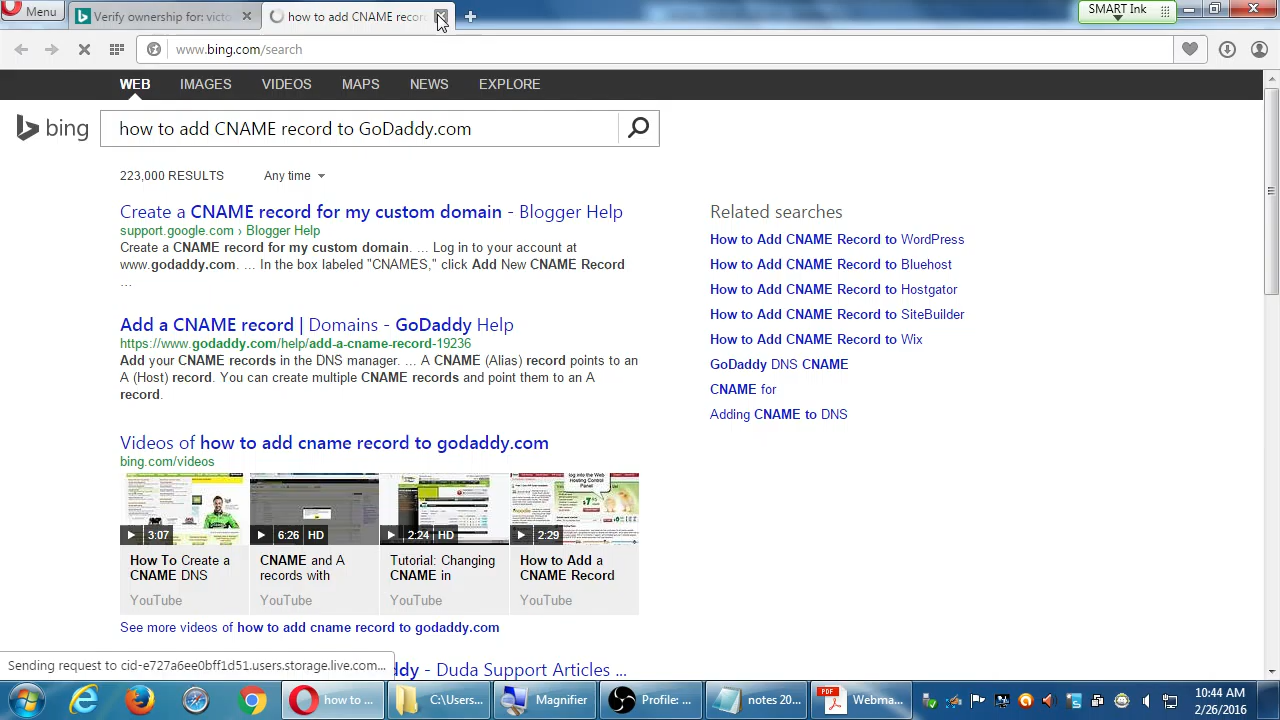 Menu
Verify ownership for: victo
how to add CNAME recor
SMART Ink
www.bing.com/search
WEB IMAGES VIDEOS MAPS NEWS EXPLORE
bing
how to add CNAME record to GoDaddy.com
223,000 RESULTS Any time
Create a CNAME record for my custom domain - Blogger Help
support.google.com › Blogger Help
Create a CNAME record for my custom domain. ... Log in to your account at
www.godaddy.com. ... In the box labeled "CNAMES," click Add New CNAME Record
...
Add a CNAME record | Domains - GoDaddy Help
https://www.godaddy.com/help/add-a-cname-record-19236
Add your CNAME records in the DNS manager. ... A CNAME (Alias) record points to an
A (Host) record. You can create multiple CNAME records and point them to an A
record.
Videos of how to add cname record to godaddy.com
bing.com/videos
3:07
6:26 HD
2:24 HD
2:29
How To Create a
CNAME DNS
YouTube
CNAME and A
records with
YouTube
Tutorial: Changing
CNAME in
YouTube
How to Add a
CNAME Record
YouTube
See more videos of how to add cname record to godaddy.com
ddy - Duda Support Articles ...
Related searches
How to Add CNAME Record to WordPress
How to Add CNAME Record to Bluehost
How to Add CNAME Record to Hostgator
How to Add CNAME Record to SiteBuilder
How to Add CNAME Record to Wix
GoDaddy DNS CNAME
CNAME for
Adding CNAME to DNS
Sending request to cid-e727a6ee0bff1d51.users.storage.live.com...
how to ...
C:\Users...
Magnifier
Profile: ...
notes 20...
PDF
Webma...
10:44 AM
2/26/2016